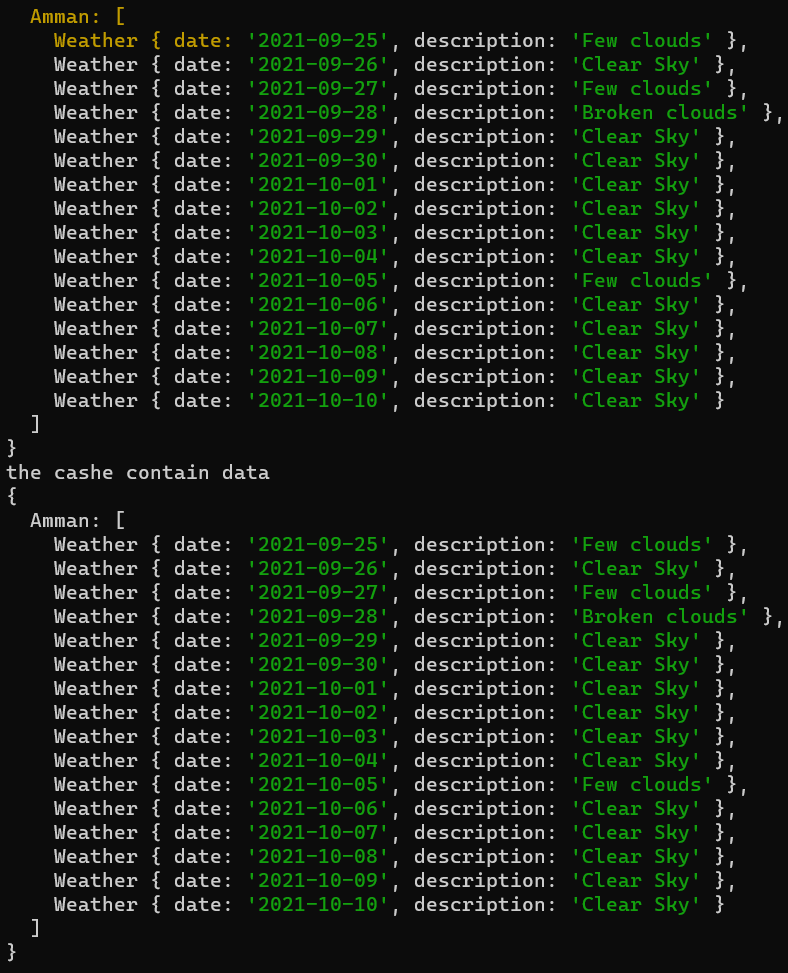 Amman: [
Weather { date: '2021-09-25', description: 'Few clouds' },
Weather { date: '2021-09-26', description: 'Clear Sky' },
Weather { date: '2021-09-27', description: 'Few clouds' },
Weather { date: '2021-09-28', description: 'Broken clouds' },
Weather { date: '2021-09-29', description: 'Clear Sky' },
Weather { date: '2021-09-30', description: 'Clear Sky' },
Weather { date: '2021-10-01', description: 'Clear Sky' },
Weather { date: '2021-10-02', description: 'Clear Sky' },
Weather { date: '2021-10-03', description: 'Clear Sky' },
Weather { date: '2021-10-04', description: 'Clear Sky' },
Weather { date: '2021-10-05', description: 'Few clouds' },
Weather { date: '2021-10-06', description: 'Clear Sky' },
Weather { date: '2021-10-07', description: 'Clear Sky' },
Weather { date: '2021-10-08', description: 'Clear Sky' },
Weather { date: '2021-10-09', description: 'Clear Sky' },
Weather { date: '2021-10-10', description: 'Clear Sky' }
]
}
the cashe contain data
{
Amman: [
Weather { date: '2021-09-25', description: 'Few clouds' },
Weather { date: '2021-09-26', description: 'Clear Sky' },
Weather { date: '2021-09-27', description: 'Few clouds' },
Weather { date: '2021-09-28', description: 'Broken clouds' },
Weather { date: '2021-09-29', description: 'Clear Sky' },
Weather { date: '2021-09-30', description: 'Clear Sky' },
Weather { date: '2021-10-01', description: 'Clear Sky' },
Weather { date: '2021-10-02', description: 'Clear Sky' },
Weather { date: '2021-10-03', description: 'Clear Sky' },
Weather { date: '2021-10-04', description: 'Clear Sky' },
Weather { date: '2021-10-05', description: 'Few clouds' },
Weather { date: '2021-10-06', description: 'Clear Sky' },
Weather { date: '2021-10-07', description: 'Clear Sky' },
Weather { date: '2021-10-08', description: 'Clear Sky' },
Weather { date: '2021-10-09', description: 'Clear Sky' },
Weather { date: '2021-10-10', description: 'Clear Sky' }
]
}